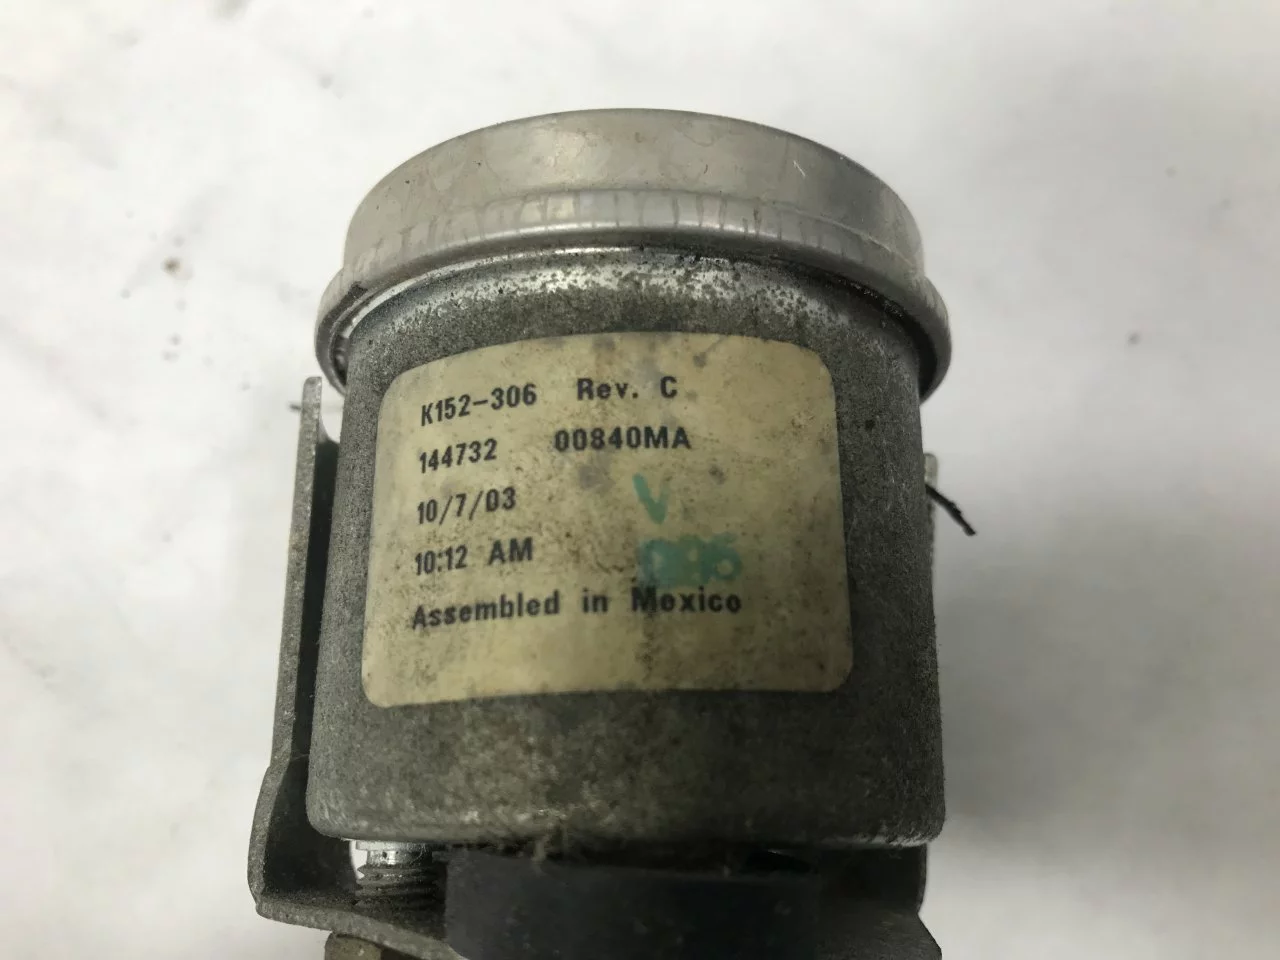 K152-306 Rev. C
144732 00840MA
10/7/03
10:12 AM
Assembled in Mexico